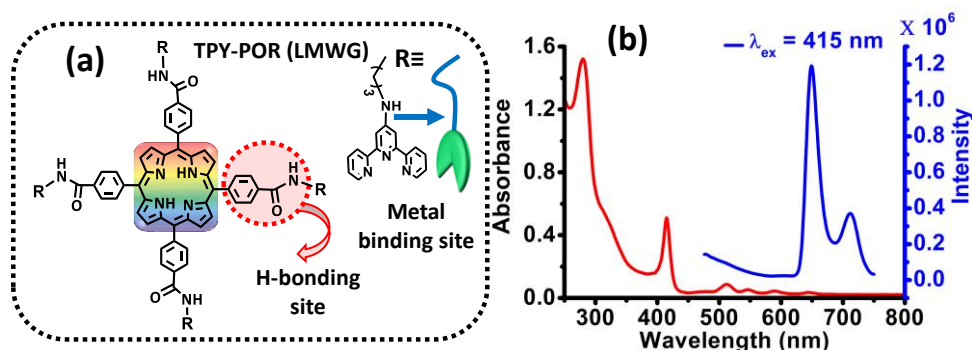 (a)
TPY-POR (LMWG)
R≡
R
HN
O
3
NH
N
N
N
H
N
R
O
N
HN
NH
N
O
H
N
R
O
NH
R
Metal
binding site
H-bonding
site
(b)
λex = 415 nm
X 10⁶
1.6
1.2
0.8
0.4
0.0
Absorbance
300 400 500 600 700 800
Wavelength (nm)
1.2
1.0
0.8
0.6
0.4
0.2
0.0
Intensity